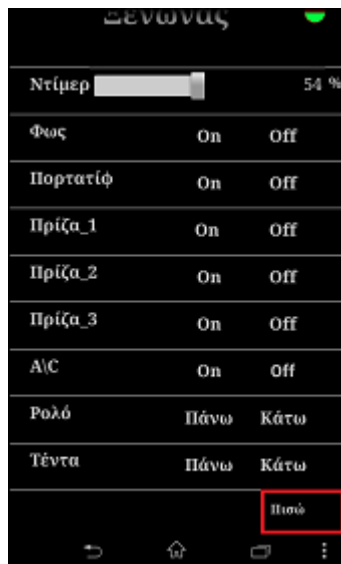 Ξενώνας
Ντίμερ 54 %
Φως On Off
Πορτατίφ On Off
Πρίζα_1 On Off
Πρίζα_2 On Off
Πρίζα_3 On Off
A\C On Off
Ρολό Πάνω Κάτω
Τέντα Πάνω Κάτω
Πισώ